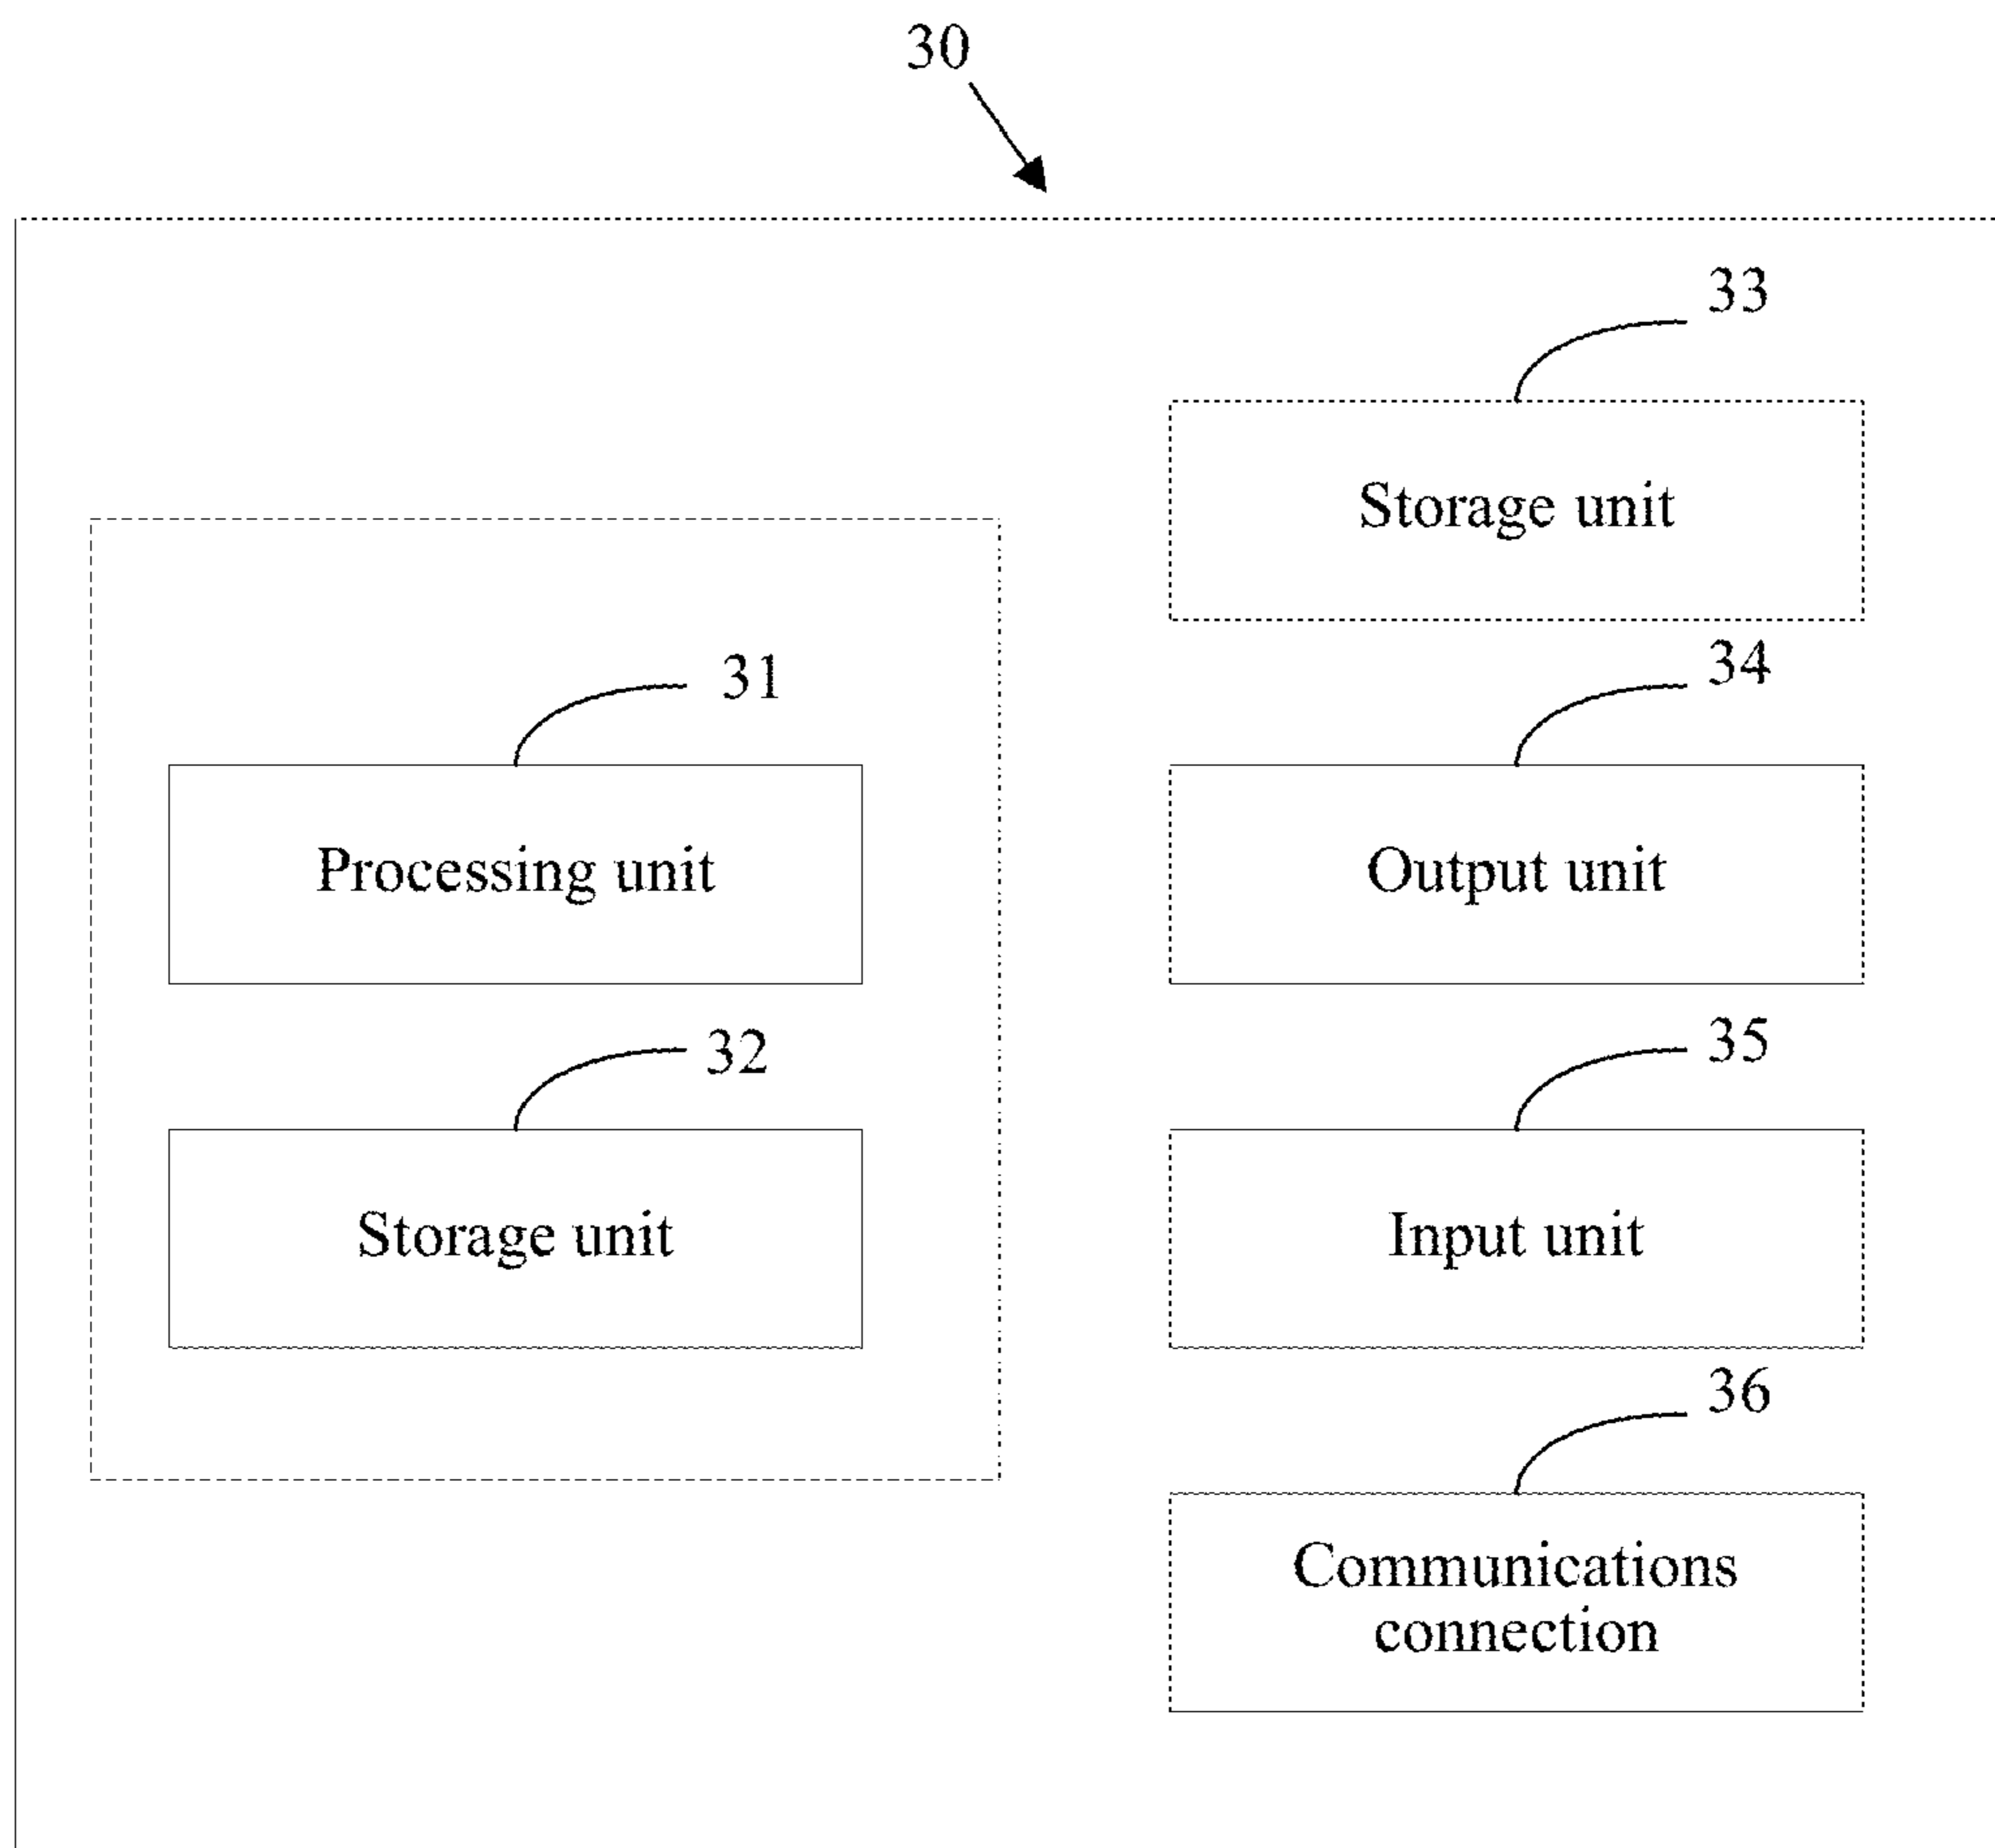 30
33
Storage unit
31
34
Processing unit
Output unit
32
35
Storage unit
Input unit
36
Communications
connection